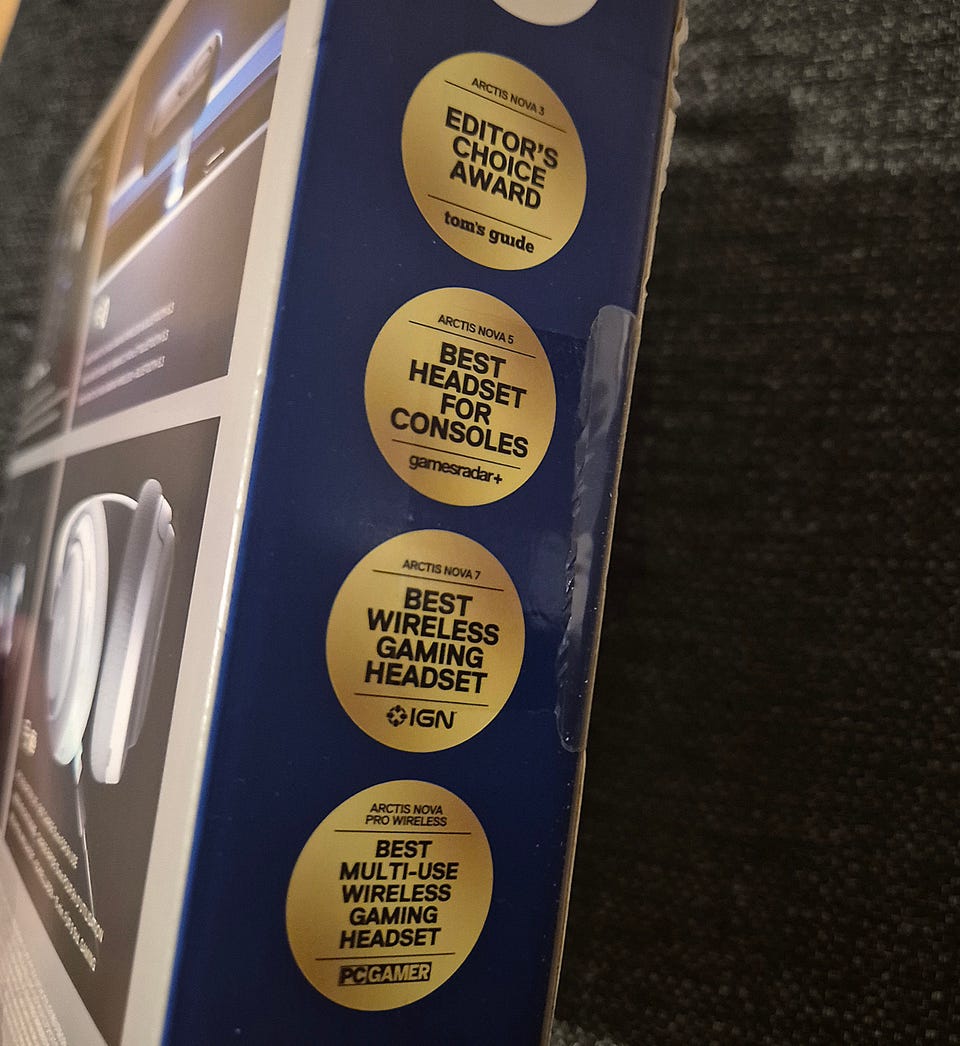 ARCTIS NOVA 3
EDITOR'S
CHOICE
AWARD
tom's guide
ARCTIS NOVA 5
BEST
HEADSET
FOR
CONSOLES
gamesradar+
ARCTIS NOVA 7
BEST
WIRELESS
GAMING
HEADSET
IGN
ARCTIS NOVA
PRO WIRELESS
BEST
MULTI-USE
WIRELESS
GAMING
HEADSET
PC GAMER